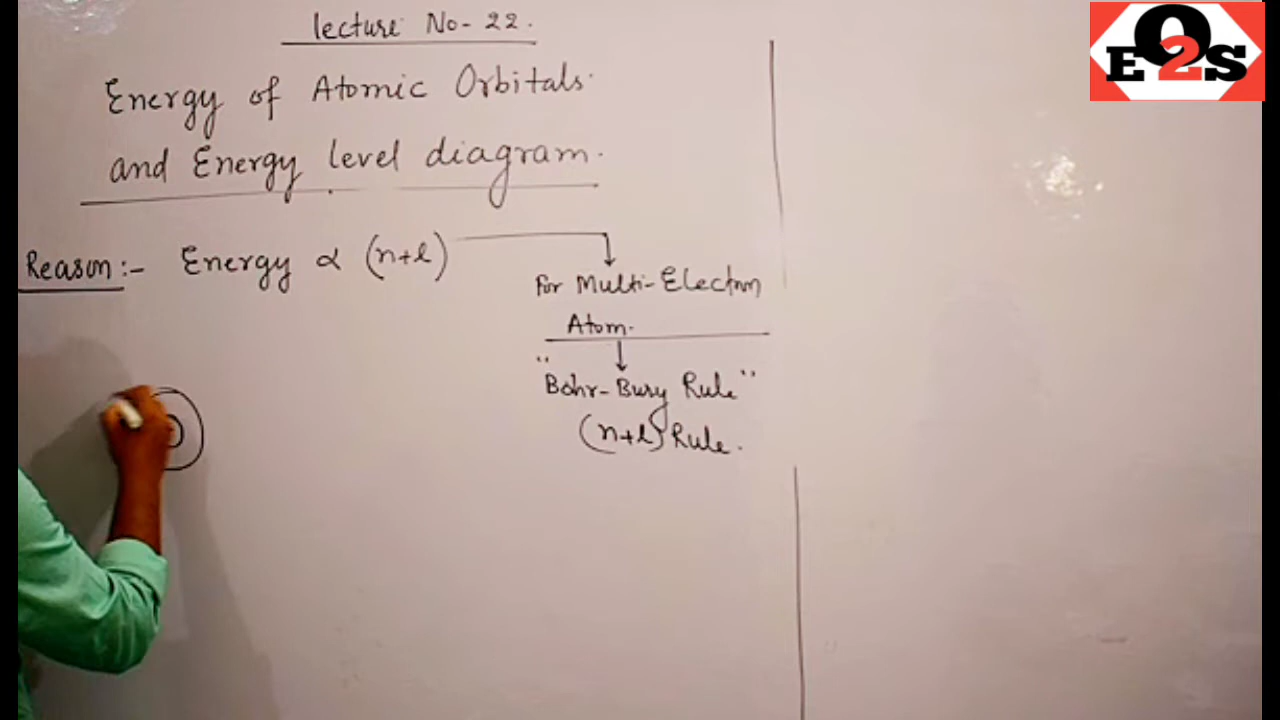 lecture No-22.
Energy of Atomic Orbitals
and Energy level diagram.
Reason:- Energy ∝ (n+l)
For Multi-Electron
Atom.
"Bohr-Bury Rule"
(n+l) Rule.
EO2S